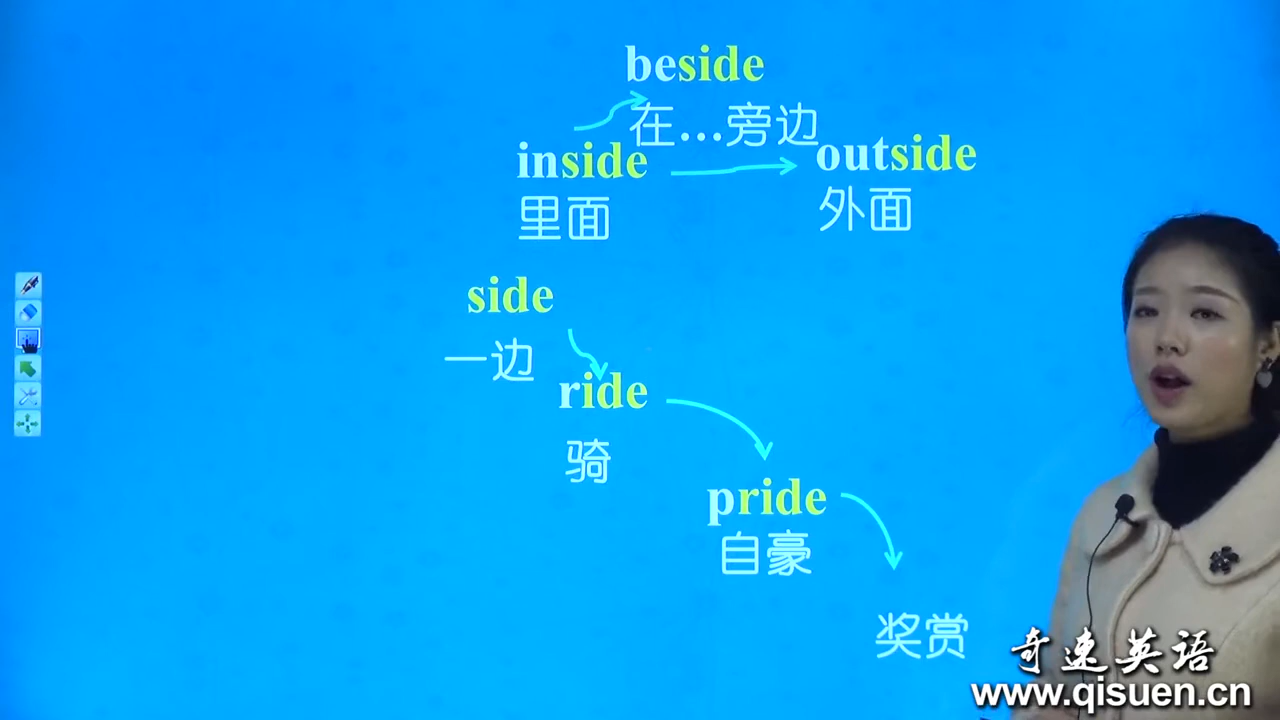 beside
在...旁边
inside
outside
里面
外面
side
一边
ride
骑
pride
自豪
奖赏
奇速英语
www.qisuen.cn